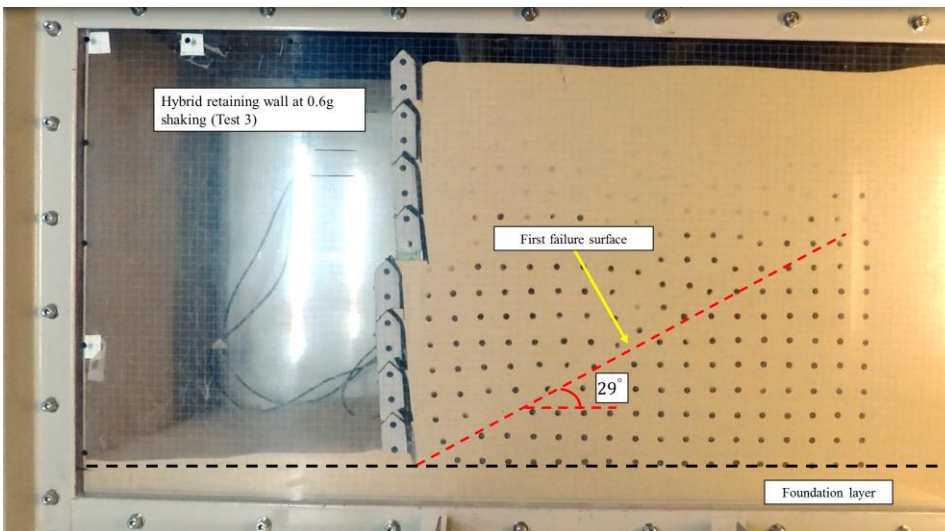 Hybrid retaining wall at 0.6g
shaking (Test 3)
First failure surface
29°
Foundation layer